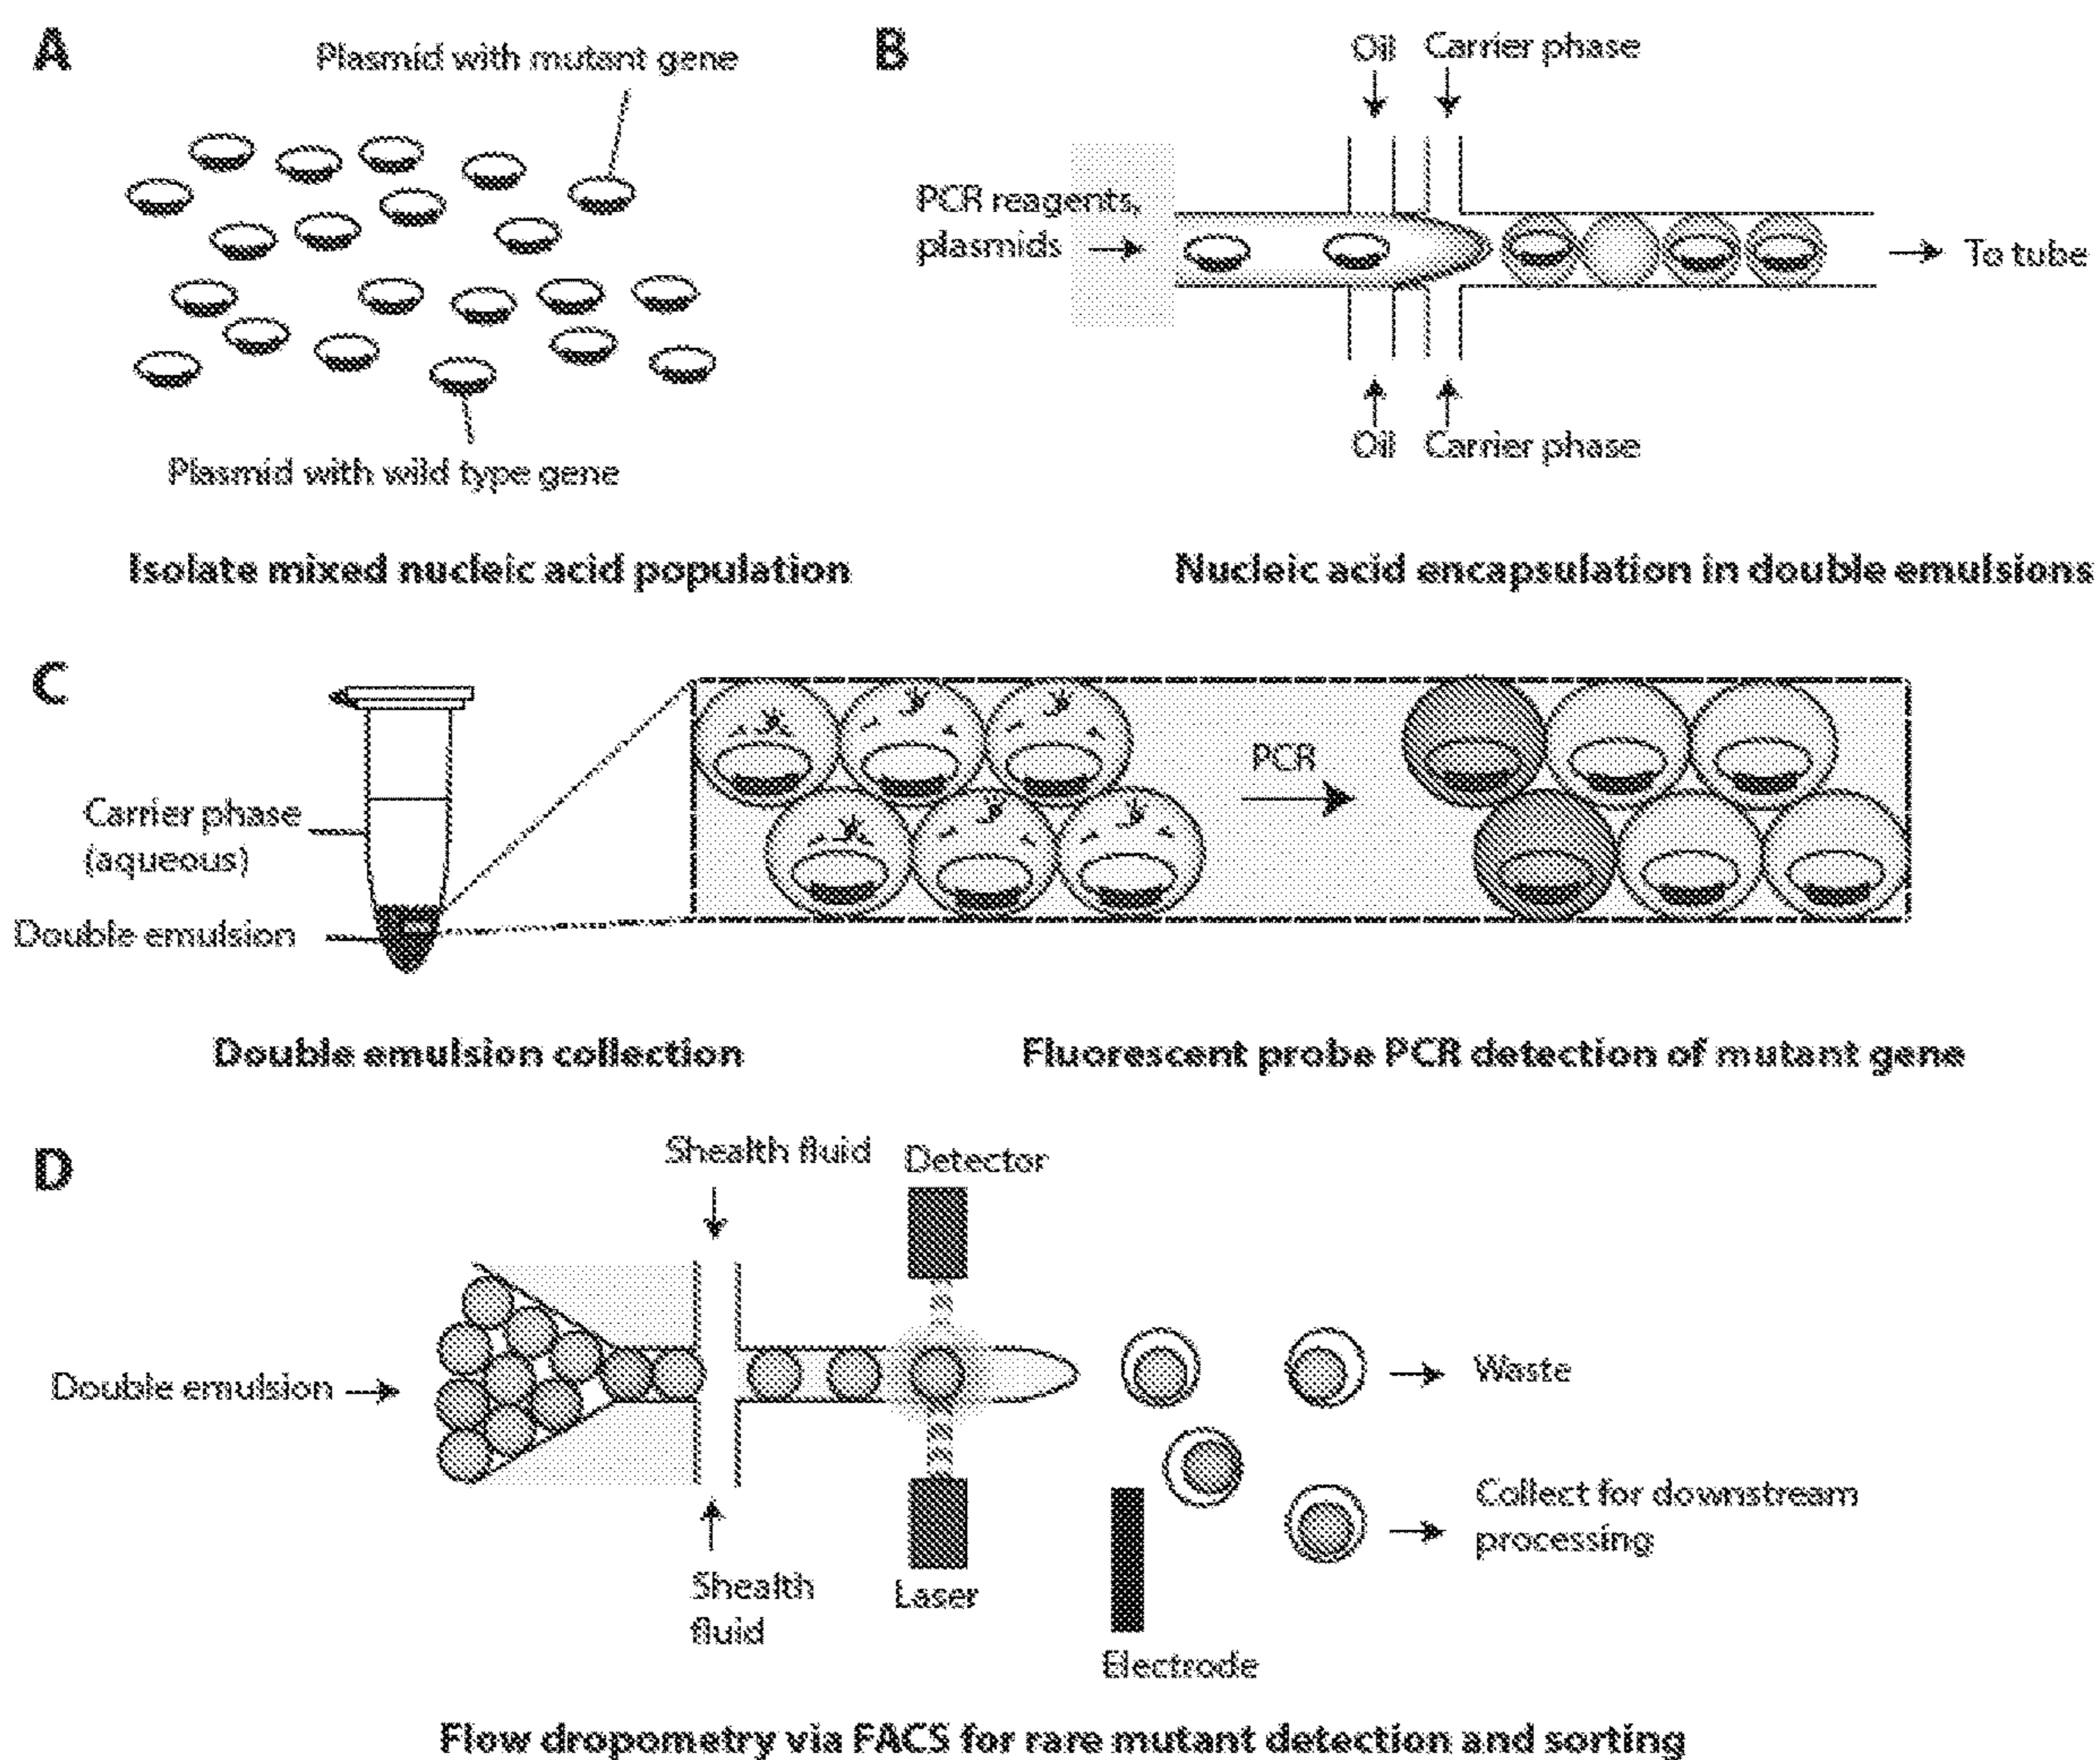 A
Plasmid with mutant gene
Plasmid with wild type gene
Isolate mixed nucleic acid population
B
Oil
Carrier phase
PCR reagents,
plasmids
To tube
Oil
Carrier phase
Nucleic acid encapsulation in double emulsions
C
Carrier phase
(aqueous)
Double emulsion
PCR
Double emulsion collection
Fluorescent probe PCR detection of mutant gene
D
Shealth fluid
Detector
Double emulsion
Waste
Collect for downstream
processing
Shealth
fluid
Laser
Electrode
Flow dropometry via FACS for rare mutant detection and sorting